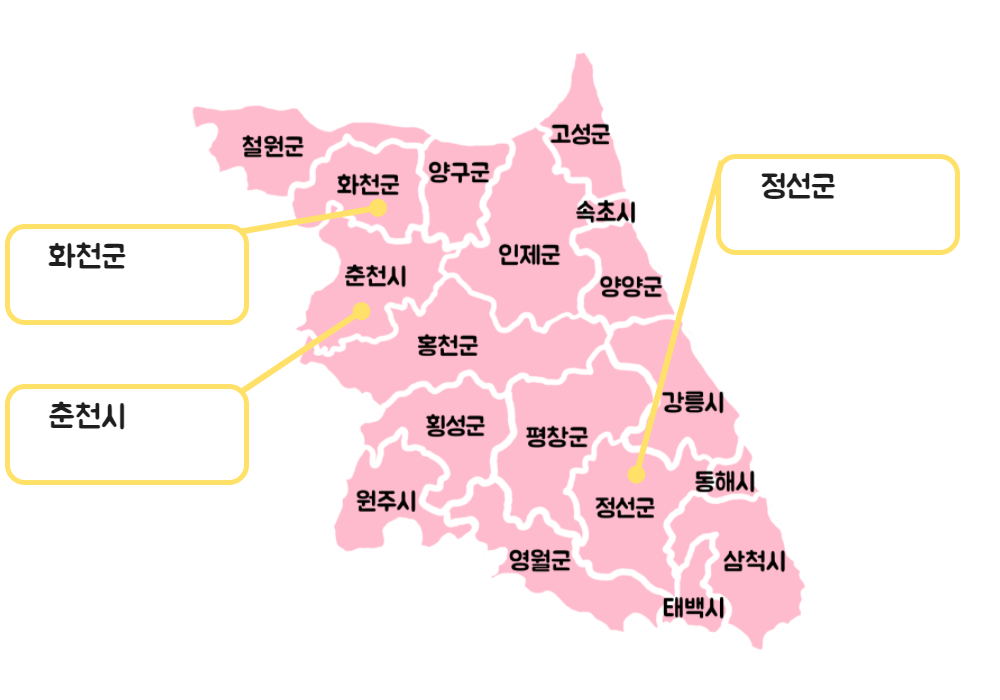 고성군
철원군
양구군
화천군
정선군
속초시
인제군
화천군
춘천시
양양군
홍천군
강릉시
춘천시
횡성군
평창군
동해시
원주시
정선군
영월군
삼척시
태백시